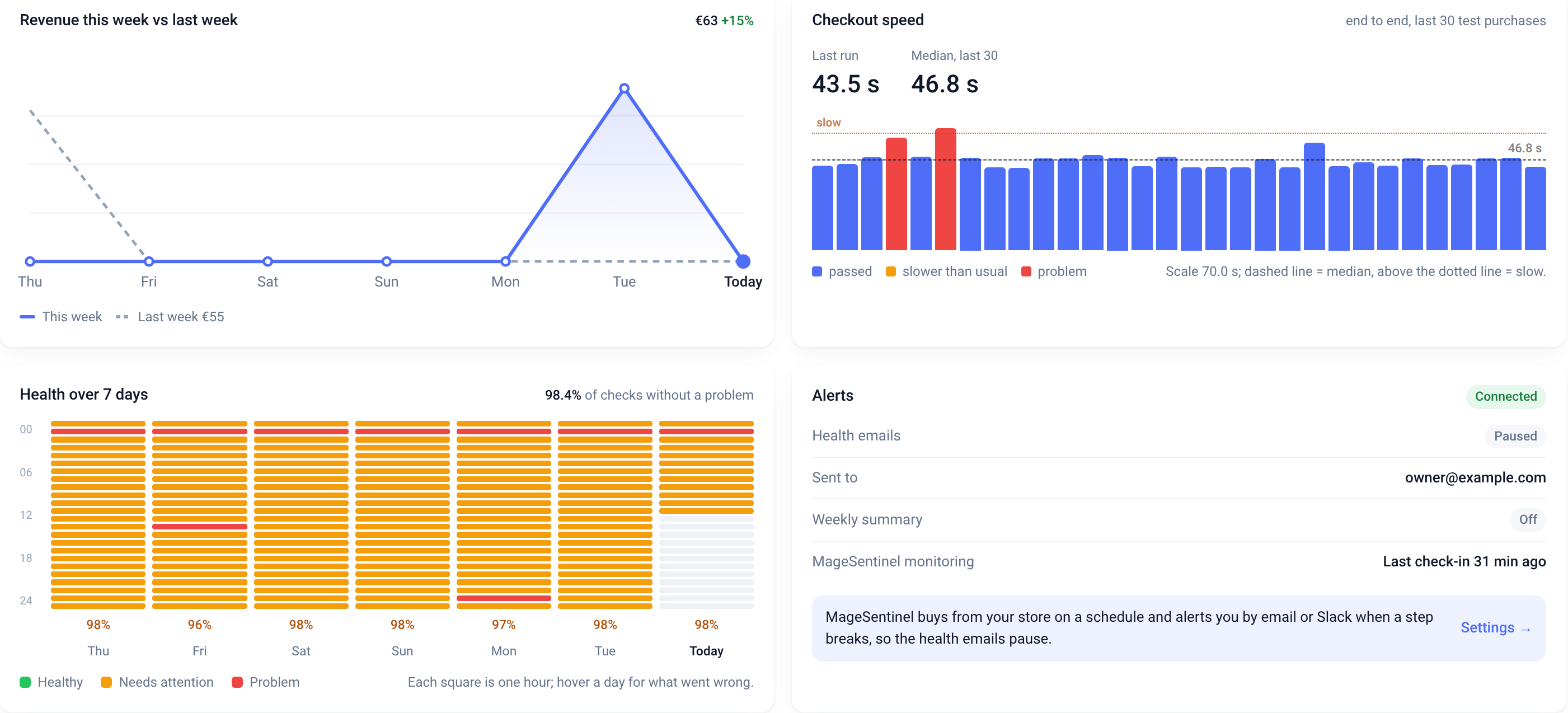 Revenue this week vs last week
€63 +15%
Thu Fri Sat Sun Mon Tue Today
This week Last week €55
Checkout speed
end to end, last 30 test purchases
Last run Median, last 30
43.5 s 46.8 s
slow
46.8 s
passed slower than usual problem
Scale 70.0 s; dashed line = median, above the dotted line = slow.
Health over 7 days
98.4% of checks without a problem
00
06
12
18
24
98% 96% 98% 98% 97% 98% 98%
Thu Fri Sat Sun Mon Tue Today
Healthy Needs attention Problem
Each square is one hour; hover a day for what went wrong.
Alerts
Connected
Health emails Paused
Sent to owner@example.com
Weekly summary Off
MageSentinel monitoring Last check-in 31 min ago
MageSentinel buys from your store on a schedule and alerts you by email or Slack when a step
breaks, so the health emails pause.
Settings →